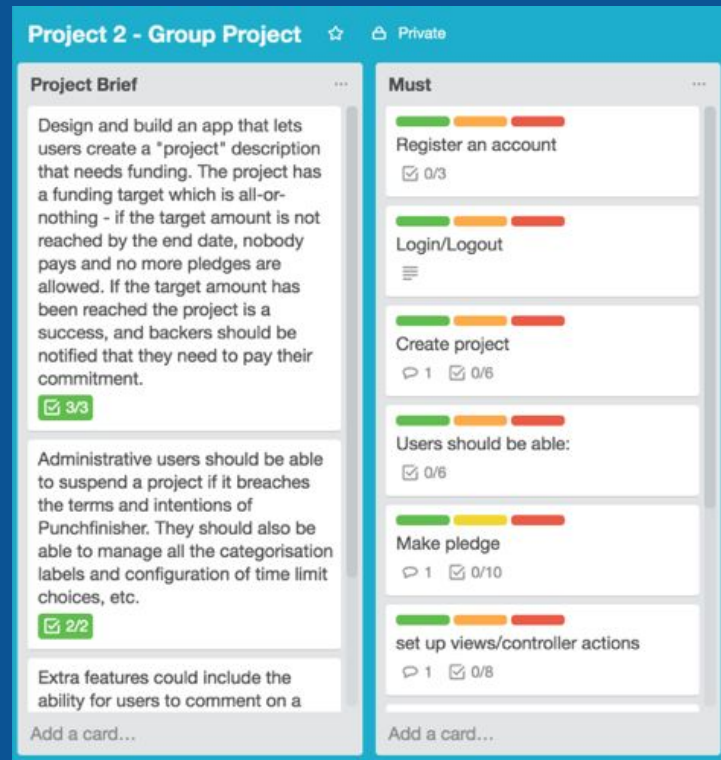 Project 2 - Group Project
Private
Project Brief
...
Design and build an app that lets
users create a "project" description
that needs funding. The project has
a funding target which is all-or-
nothing - if the target amount is not
reached by the end date, nobody
pays and no more pledges are
allowed. If the target amount has
been reached the project is a
success, and backers should be
notified that they need to pay their
commitment.
3/3
Administrative users should be able
to suspend a project if it breaches
the terms and intentions of
Punchfinisher. They should also be
able to manage all the categorisation
labels and configuration of time limit
choices, etc.
2/2
Extra features could include the
ability for users to comment on a
Add a card...
Must
...
Register an account
0/3
Login/Logout
Create project
1 0/6
Users should be able:
0/6
Make pledge
1 0/10
set up views/controller actions
1 0/8
Add a card...